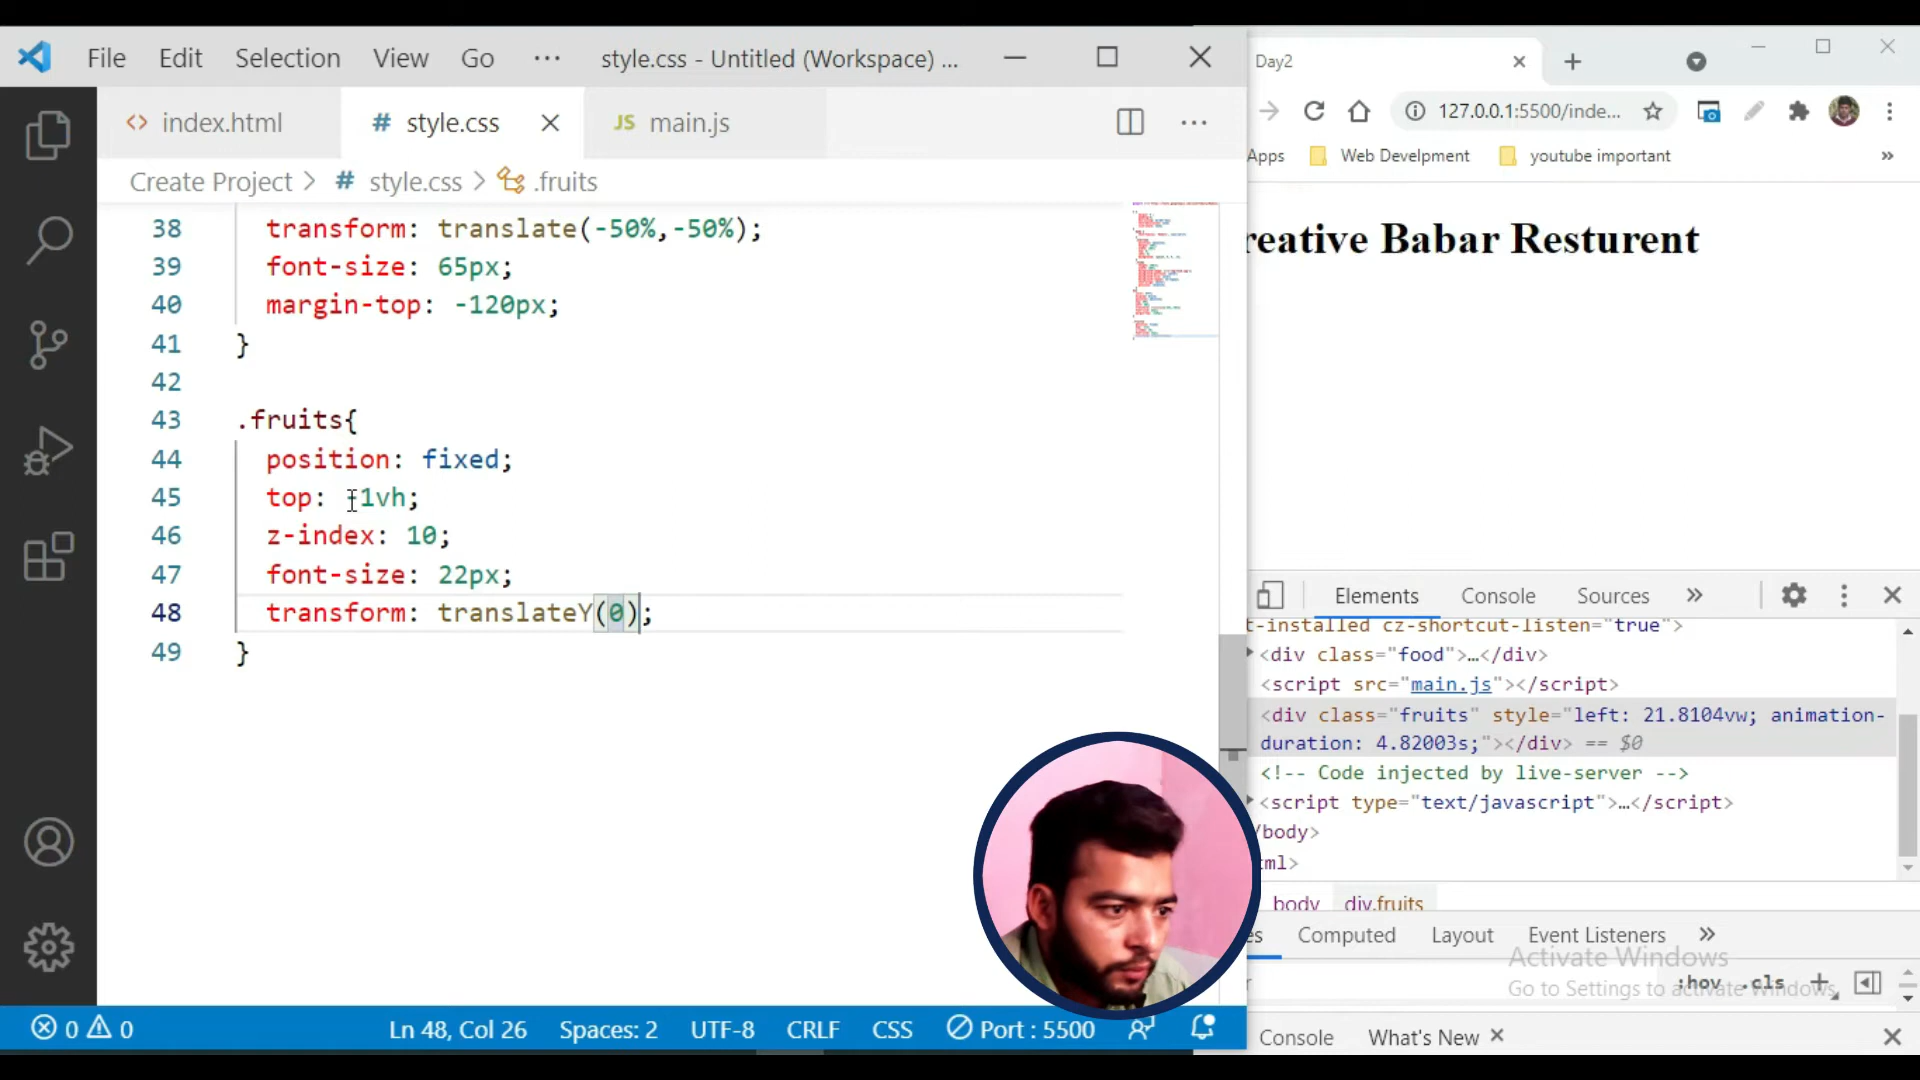 File Edit Selection View Go ··· style.css - Untitled (Workspace) ...
index.html # style.css JS main.js
Create Project > # style.css > .fruits
38 transform: translate(-50%,-50%);
39 font-size: 65px;
40 margin-top: -120px;
41 }
42
43 .fruits{
44 position: fixed;
45 top: -1vh;
46 z-index: 10;
47 font-size: 22px;
48 transform: translateY(0);
49 }
0 0 Ln 48, Col 26 Spaces: 2 UTF-8 CRLF CSS Port : 5500
Day2
127.0.0.1:5500/inde...
Apps Web Develpment youtube important »
reative Babar Resturent
Elements Console Sources »
t-installed cz-shortcut-listen="true">
<div class="food">…</div>
<script src="main.js"></script>
<div class="fruits" style="left: 21.8104vw; animation-
duration: 4.82003s;"></div> == $0
<!-- Code injected by live-server -->
<script type="text/javascript">…</script>
/body>
ml>
body div.fruits
es Computed Layout Event Listeners »
Activate Windows
:hov .cls +
Go to Settings to activate Windows.
Console What's New